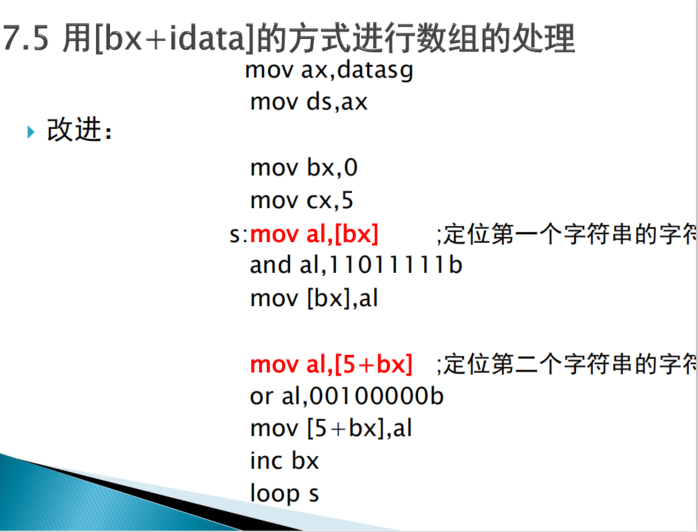 7.5 用[bx+idata]的方式进行数组的处理
mov ax,datasg
mov ds,ax
改进：
mov bx,0
mov cx,5
s:mov al,[bx] ;定位第一个字符串的字符
and al,11011111b
mov [bx],al
mov al,[5+bx] ;定位第二个字符串的字符
or al,00100000b
mov [5+bx],al
inc bx
loop s